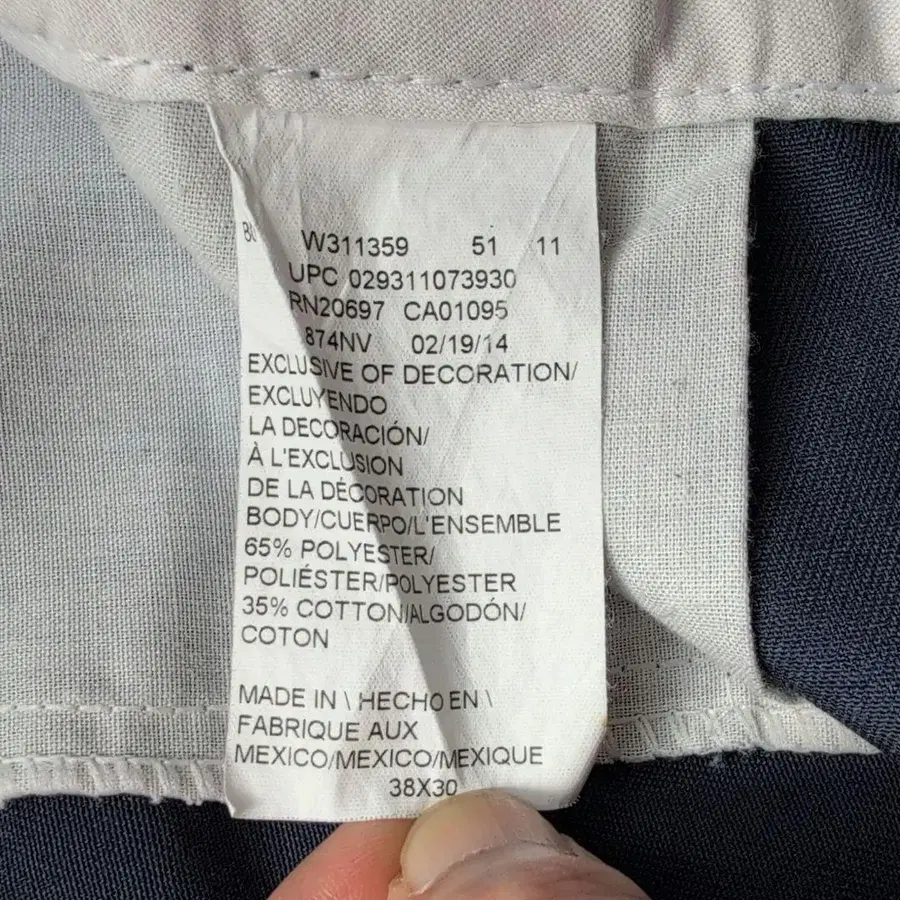 W311359 51 11
UPC 029311073930
RN20697 CA01095
874NV 02/19/14
EXCLUSIVE OF DECORATION/
EXCLUYENDO
LA DECORACIÓN/
À L'EXCLUSION
DE LA DÉCORATION
BODY/CUERPO/L'ENSEMBLE
65% POLYESTER/
POLIÉSTER/POLYESTER
35% COTTON/ALGODÓN/
COTON
MADE IN \ HECHO EN \
FABRIQUE AUX
MEXICO/MEXICO/MEXIQUE
38X30